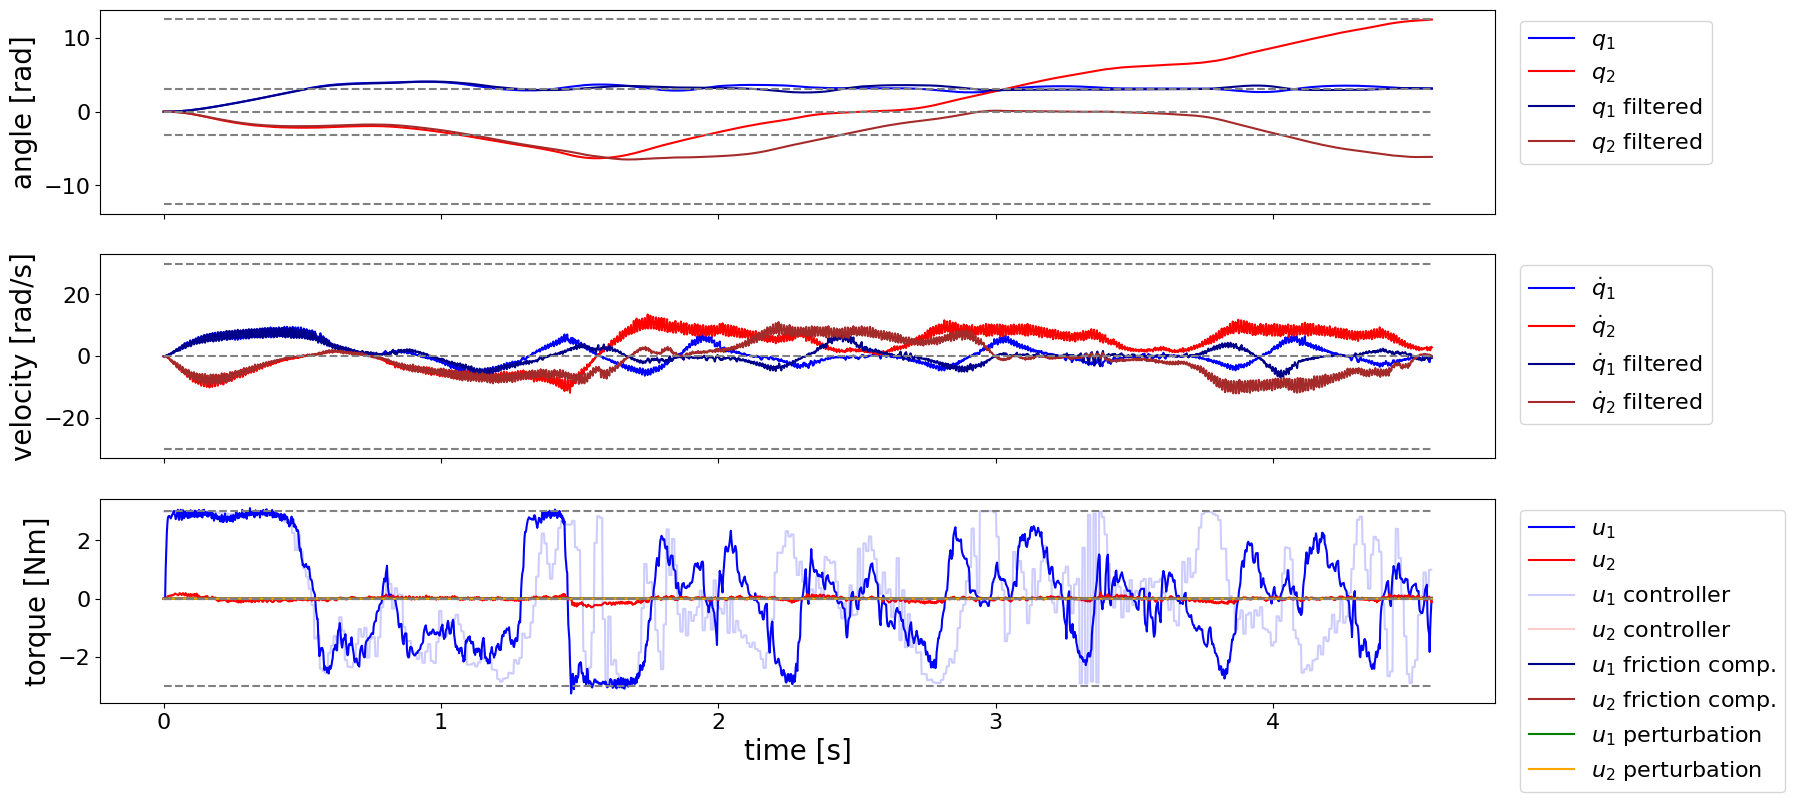 angle [rad]
10
0
−10
q₁
q₂
q₁ filtered
q₂ filtered
velocity [rad/s]
20
0
−20
q̇₁
q̇₂
q̇₁ filtered
q̇₂ filtered
torque [Nm]
2
0
−2
0 1 2 3 4
time [s]
u₁
u₂
u₁ controller
u₂ controller
u₁ friction comp.
u₂ friction comp.
u₁ perturbation
u₂ perturbation